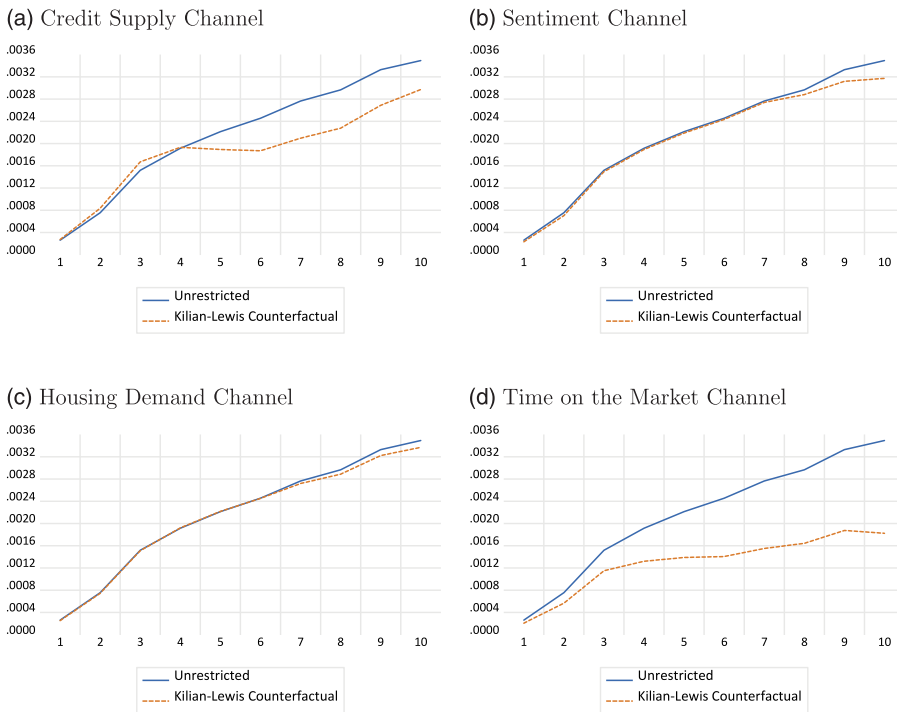 (a) Credit Supply Channel
.0036
.0032
.0028
.0024
.0020
.0016
.0012
.0008
.0004
.0000
1 2 3 4 5 6 7 8 9 10
Unrestricted
Kilian-Lewis Counterfactual
(b) Sentiment Channel
.0036
.0032
.0028
.0024
.0020
.0016
.0012
.0008
.0004
.0000
1 2 3 4 5 6 7 8 9 10
Unrestricted
Kilian-Lewis Counterfactual
(c) Housing Demand Channel
.0036
.0032
.0028
.0024
.0020
.0016
.0012
.0008
.0004
.0000
1 2 3 4 5 6 7 8 9 10
Unrestricted
Kilian-Lewis Counterfactual
(d) Time on the Market Channel
.0036
.0032
.0028
.0024
.0020
.0016
.0012
.0008
.0004
.0000
1 2 3 4 5 6 7 8 9 10
Unrestricted
Kilian-Lewis Counterfactual